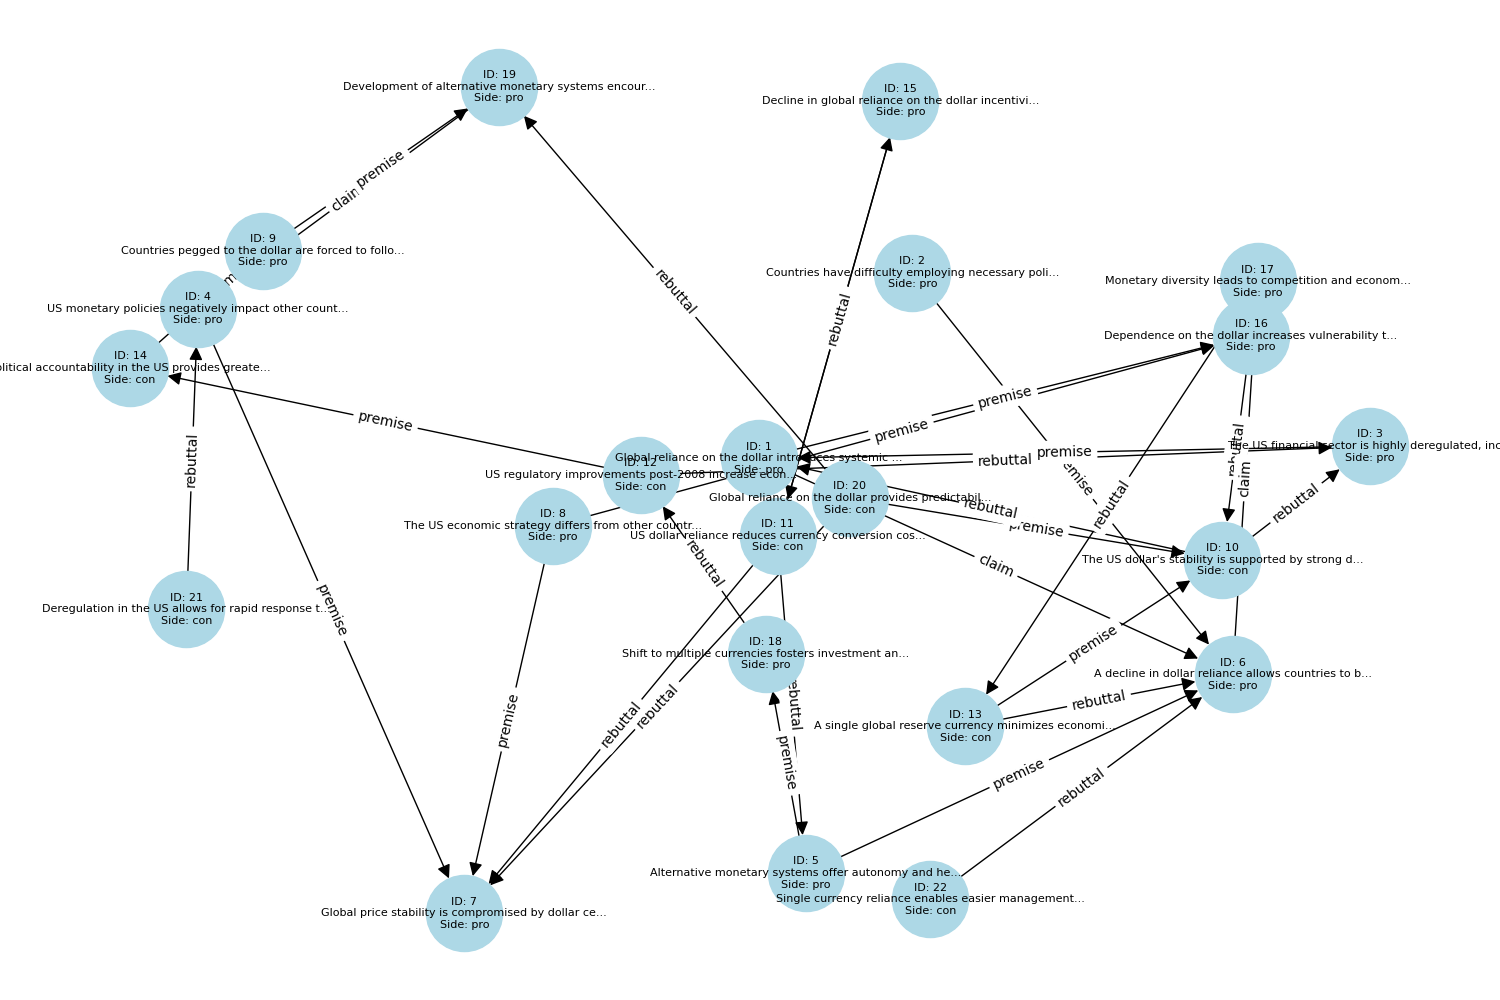 ID: 19
Development of alternative monetary systems encour...
Side: pro
ID: 15
Decline in global reliance on the dollar incentivi...
Side: pro
premise
claim
ID: 9
Countries pegged to the dollar are forced to follo...
Side: pro
ID: 2
Countries have difficulty employing necessary poli...
Side: pro
ID: 17
Monetary diversity leads to competition and econom...
Side: pro
rebuttal
rebuttal
ID: 4
US monetary policies negatively impact other count...
Side: pro
ID: 16
Dependence on the dollar increases vulnerability t...
Side: pro
ID: 14
olitical accountability in the US provides greate...
Side: con
premise
premise
premise
ID: 1
Global reliance on the dollar introduces systemic ...
Side: pro
ID: 3
The US financial sector is highly deregulated, inc
Side: pro
rebuttal
premise
rebuttal
rebuttal
claim
emise
ID: 12
US regulatory improvements post-2008 increase econ...
Side: con
ID: 20
Global reliance on the dollar provides predictabil...
Side: con
rebuttal
rebuttal
rebuttal
premise
ID: 8
The US economic strategy differs from other countr...
Side: pro
ID: 11
US dollar reliance reduces currency conversion cos...
Side: con
ID: 10
The US dollar's stability is supported by strong d...
Side: con
rebuttal
claim
ID: 21
Deregulation in the US allows for rapid response t...
Side: con
premise
premise
ID: 18
Shift to multiple currencies fosters investment an...
Side: pro
ID: 6
A decline in dollar reliance allows countries to b...
Side: pro
premise
rebuttal
rebuttal
rebuttal
rebuttal
ID: 13
A single global reserve currency minimizes economi...
Side: con
premise
premise
rebuttal
ID: 5
Alternative monetary systems offer autonomy and he...
Side: pro
ID: 22
Single currency reliance enables easier management...
Side: con
ID: 7
Global price stability is compromised by dollar ce...
Side: pro